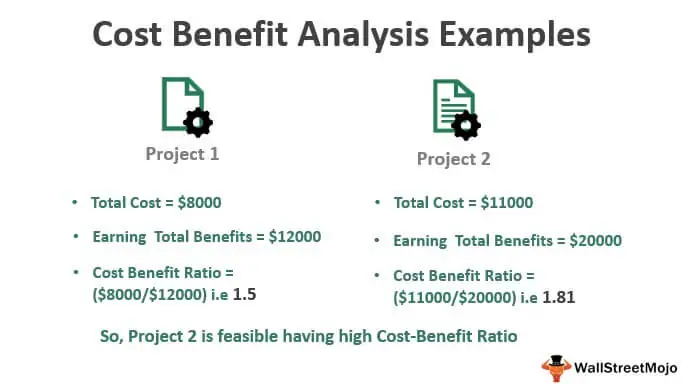 Cost Benefit Analysis Examples
Project 1
• Total Cost = $8000
• Earning Total Benefits = $12000
• Cost Benefit Ratio =
($8000/$12000) i.e 1.5
Project 2
• Total Cost = $11000
• Earning Total Benefits = $20000
• Cost Benefit Ratio =
($11000/$20000) i.e 1.81
So, Project 2 is feasible having high Cost-Benefit Ratio
WallStreetMojo